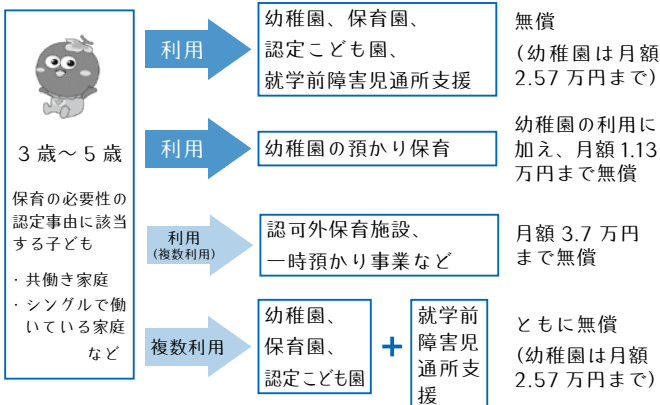 3歳～5歳
保育の必要性の
認定事由に該当
する子ども
・共働き家庭
・シングルで働
いている家庭
など
利用
幼稚園、保育園、
認定こども園、
就学前障害児通所支援
無償
(幼稚園は月額
2.57万円まで)
利用
幼稚園の預かり保育
幼稚園の利用に
加え、月額1.13
万円まで無償
利用
(複数利用)
認可外保育施設、
一時預かり事業など
月額3.7万円
まで無償
複数利用
幼稚園、
保育園、
認定こども園
+
就学前
障害児
通所支
援
ともに無償
(幼稚園は月額
2.57万円まで)